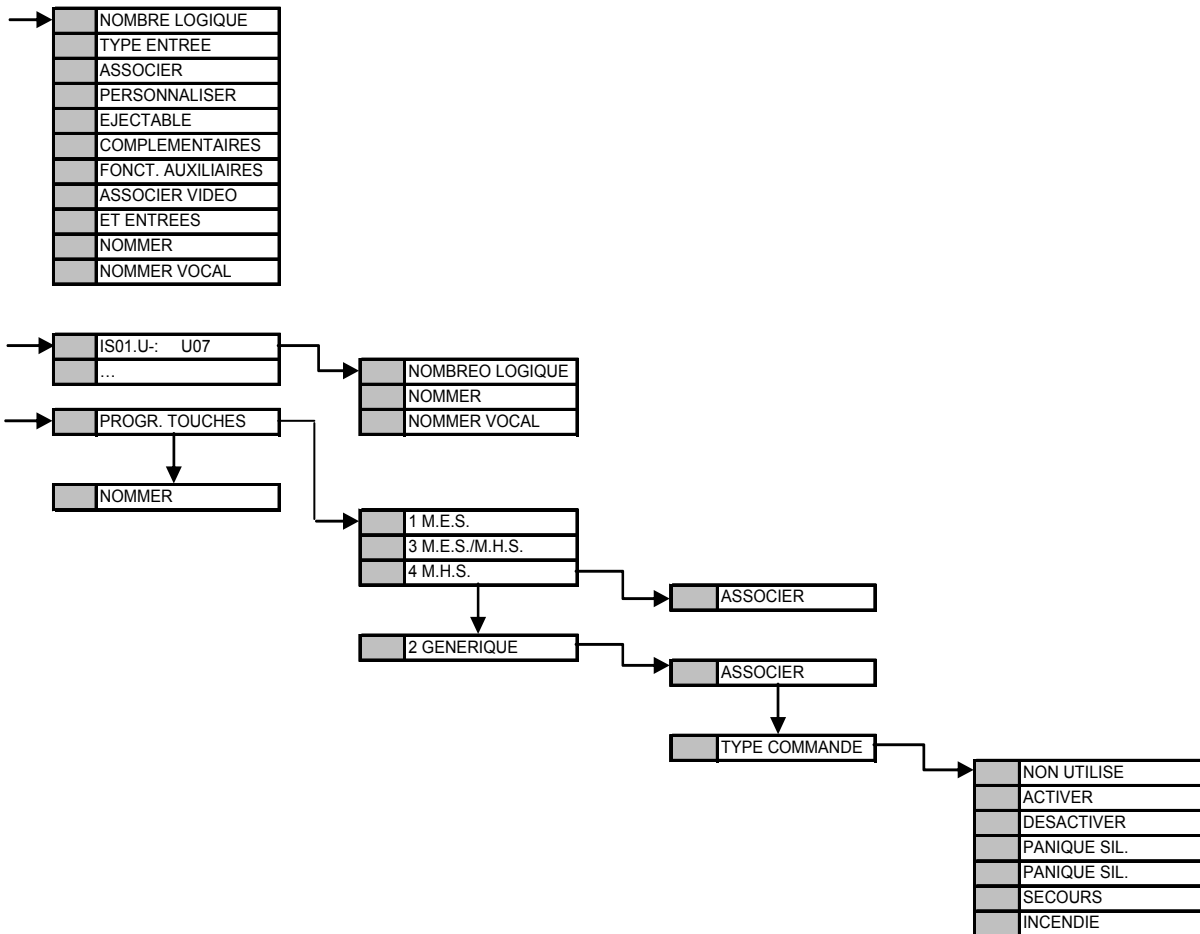 NOMBRE LOGIQUE
TYPE ENTREE
ASSOCIER
PERSONNALISER
EJECTABLE
COMPLEMENTAIRES
FONCT. AUXILIAIRES
ASSOCIER VIDEO
ET ENTREES
NOMMER
NOMMER VOCAL
IS01.U-: U07
...
NOMBREO LOGIQUE
NOMMER
NOMMER VOCAL
PROGR. TOUCHES
NOMMER
1 M.E.S.
3 M.E.S./M.H.S.
4 M.H.S.
ASSOCIER
2 GENERIQUE
ASSOCIER
TYPE COMMANDE
NON UTILISE
ACTIVER
DESACTIVER
PANIQUE SIL.
PANIQUE SIL.
SECOURS
INCENDIE